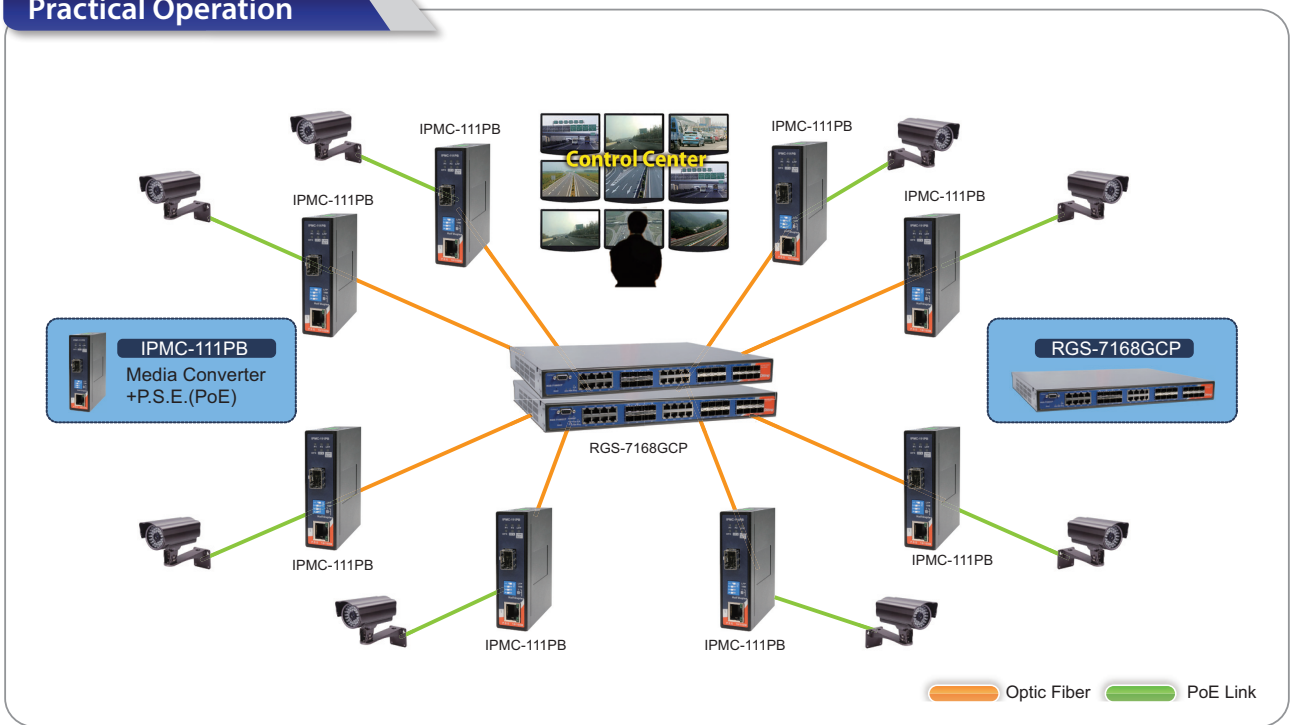 Practical Operation
IPMC-111PB
Control Center
IPMC-111PB
IPMC-111PB
IPMC-111PB
IPMC-111PB
Media Converter
+P.S.E.(PoE)
RGS-7168GCP
RGS-7168GCP
IPMC-111PB
IPMC-111PB
IPMC-111PB
IPMC-111PB
Optic Fiber
PoE Link